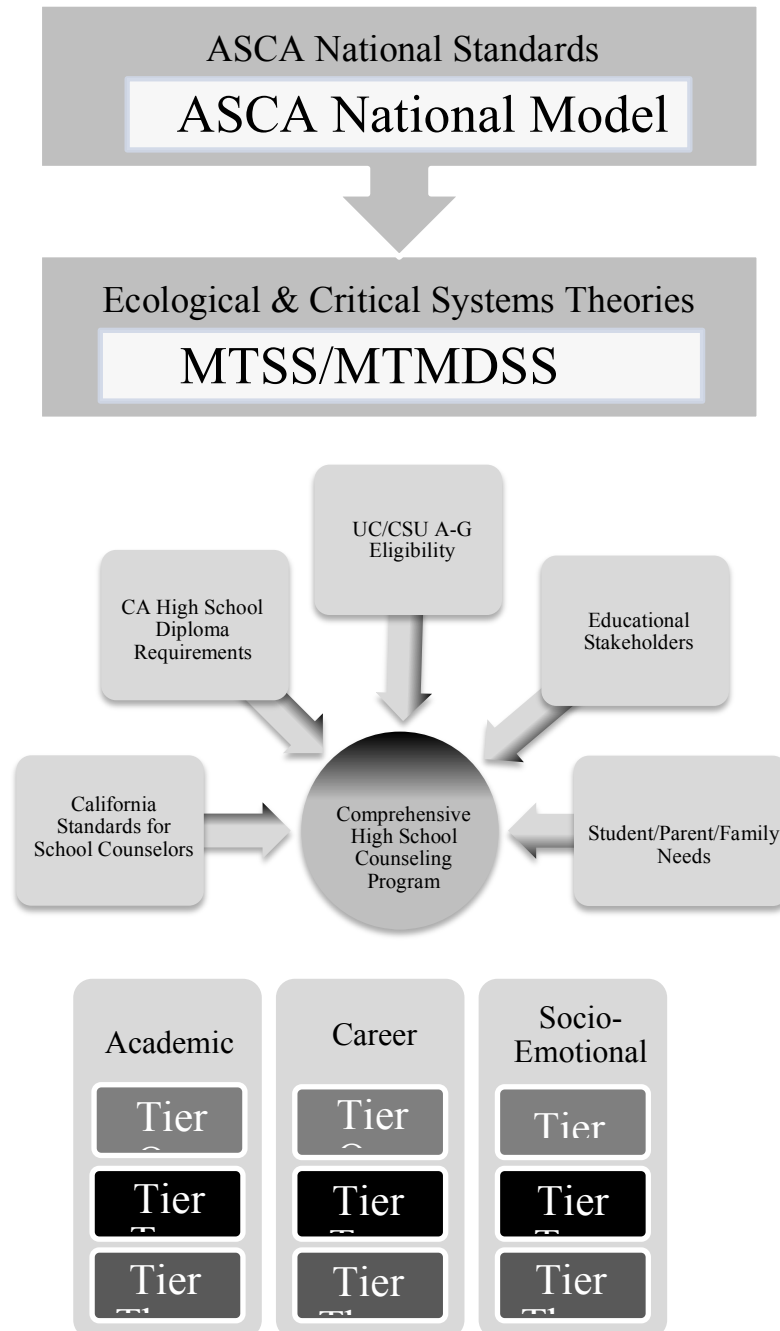 ASCA National Standards
ASCA National Model
Ecological & Critical Systems Theories
MTSS/MTMDSS
UC/CSU A-G
Eligibility
CA High School
Diploma
Requirements
Educational
Stakeholders
California
Standards for
School Counselors
Comprehensive
High School
Counseling
Program
Student/Parent/Family
Needs
Academic
Tier
Tier
Tier
Career
Tier
Tier
Tier
Socio-
Emotional
Tier
Tier
Tier